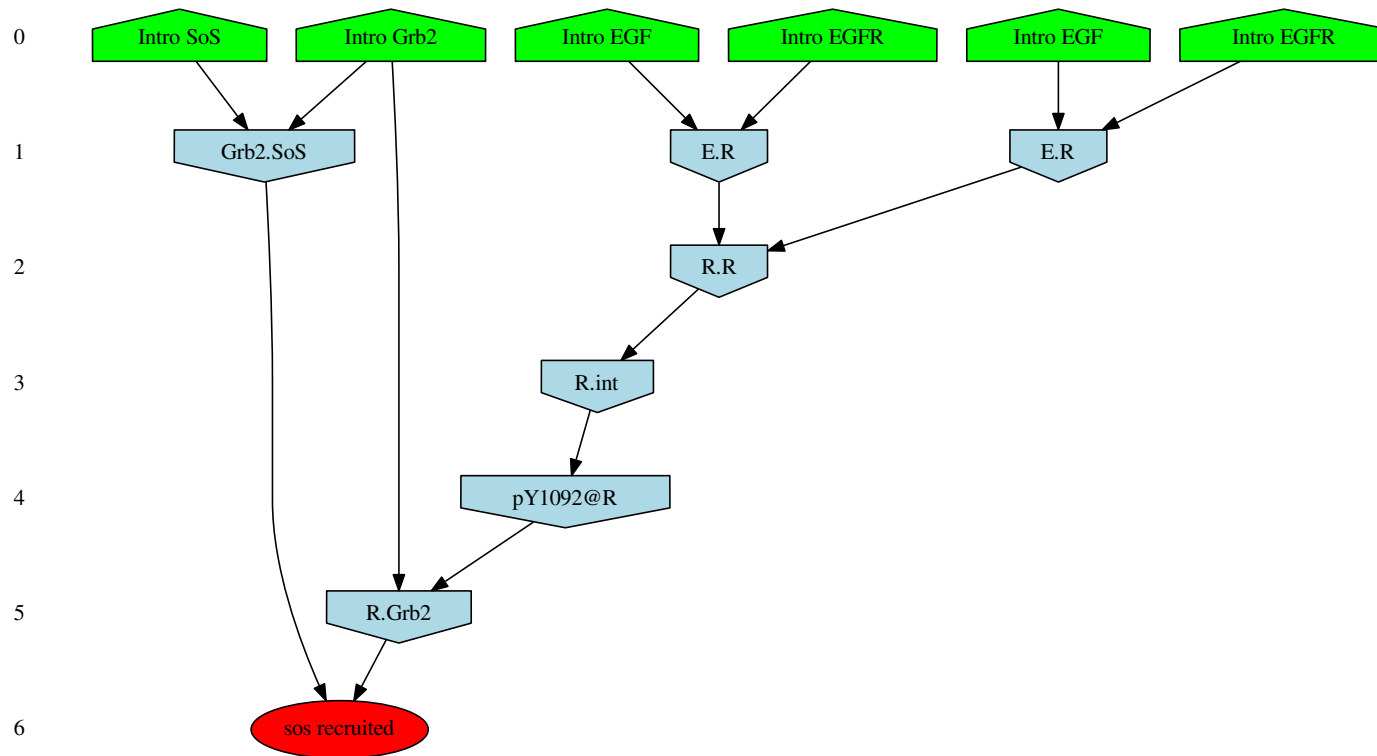 0
Intro SoS
Intro Grb2
Intro EGF
Intro EGFR
Intro EGF
Intro EGFR
1
Grb2.SoS
E.R
E.R
2
R.R
3
R.int
4
pY1092@R
5
R.Grb2
6
sos recruited